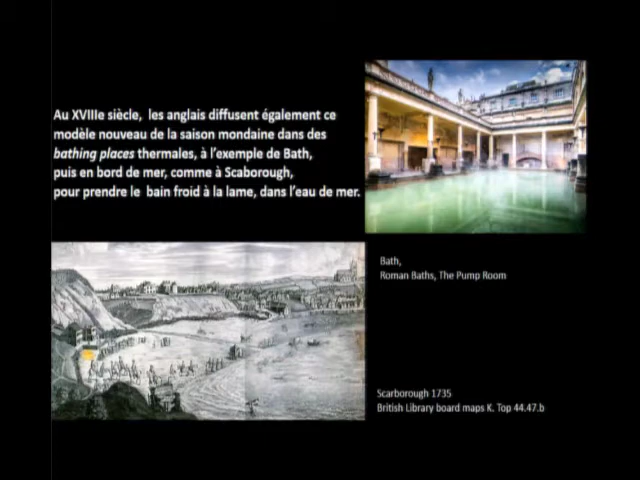 Au XVIIIe siècle, les anglais diffusent également ce
modèle nouveau de la saison mondaine dans des
bathing places thermales, à l'exemple de Bath,
puis en bord de mer, comme à Scaborough,
pour prendre le bain froid à la lame, dans l'eau de mer.
Bath,
Roman Baths, The Pump Room
Scarborough 1735
British Library board maps K. Top 44.47.b